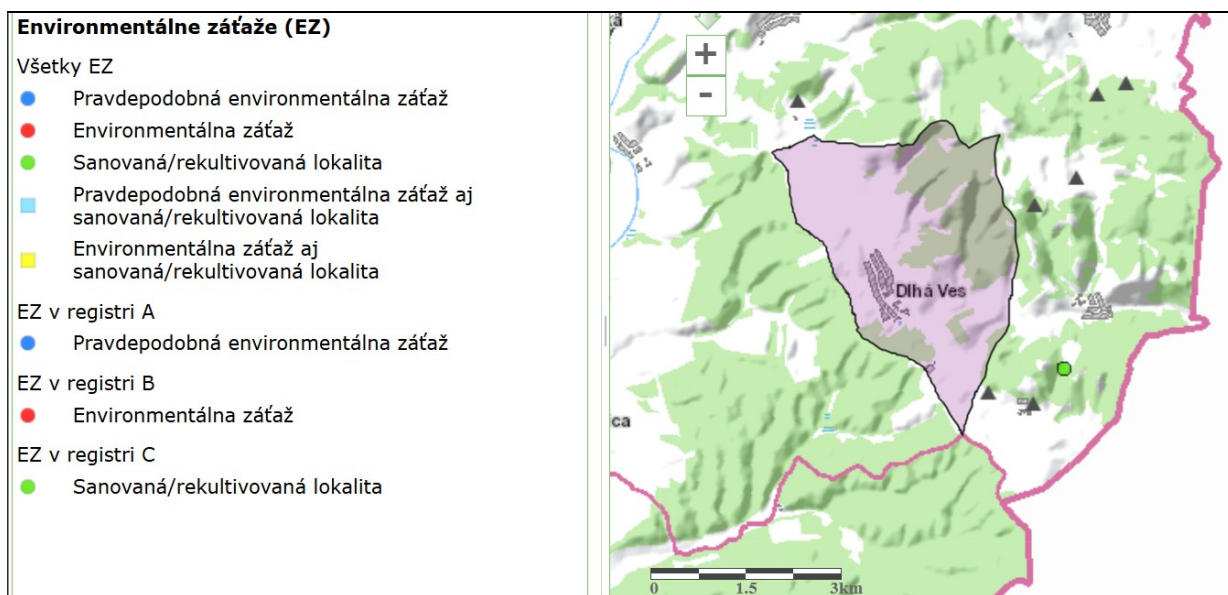 Environmentálne záťaže (EZ)
Všetky EZ
Pravdepodobná environmentálna záťaž
Environmentálna záťaž
Sanovaná/rekultivovaná lokalita
Pravdepodobná environmentálna záťaž aj
sanovaná/rekultivovaná lokalita
Environmentálna záťaž aj
sanovaná/rekultivovaná lokalita
EZ v registri A
Pravdepodobná environmentálna záťaž
EZ v registri B
Environmentálna záťaž
EZ v registri C
Sanovaná/rekultivovaná lokalita
+
-
Dlhá Ves
ca
0 1.5 3km